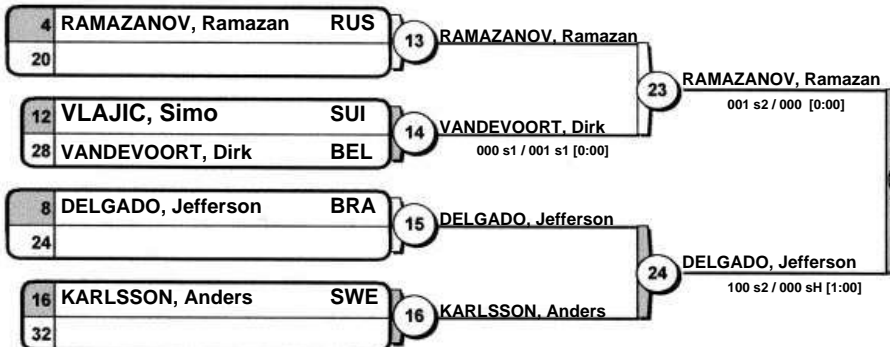 4 RAMAZANOV, Ramazan RUS
20
13 RAMAZANOV, Ramazan
12 VLAJIC, Simo SUI
28 VANDEVOORT, Dirk BEL
14 VANDEVOORT, Dirk
000 s1 / 001 s1 [0:00]
23 RAMAZANOV, Ramazan
001 s2 / 000 [0:00]
8 DELGADO, Jefferson BRA
24
15 DELGADO, Jefferson
16 KARLSSON, Anders SWE
32
16 KARLSSON, Anders
24 DELGADO, Jefferson
100 s2 / 000 sH [1:00]